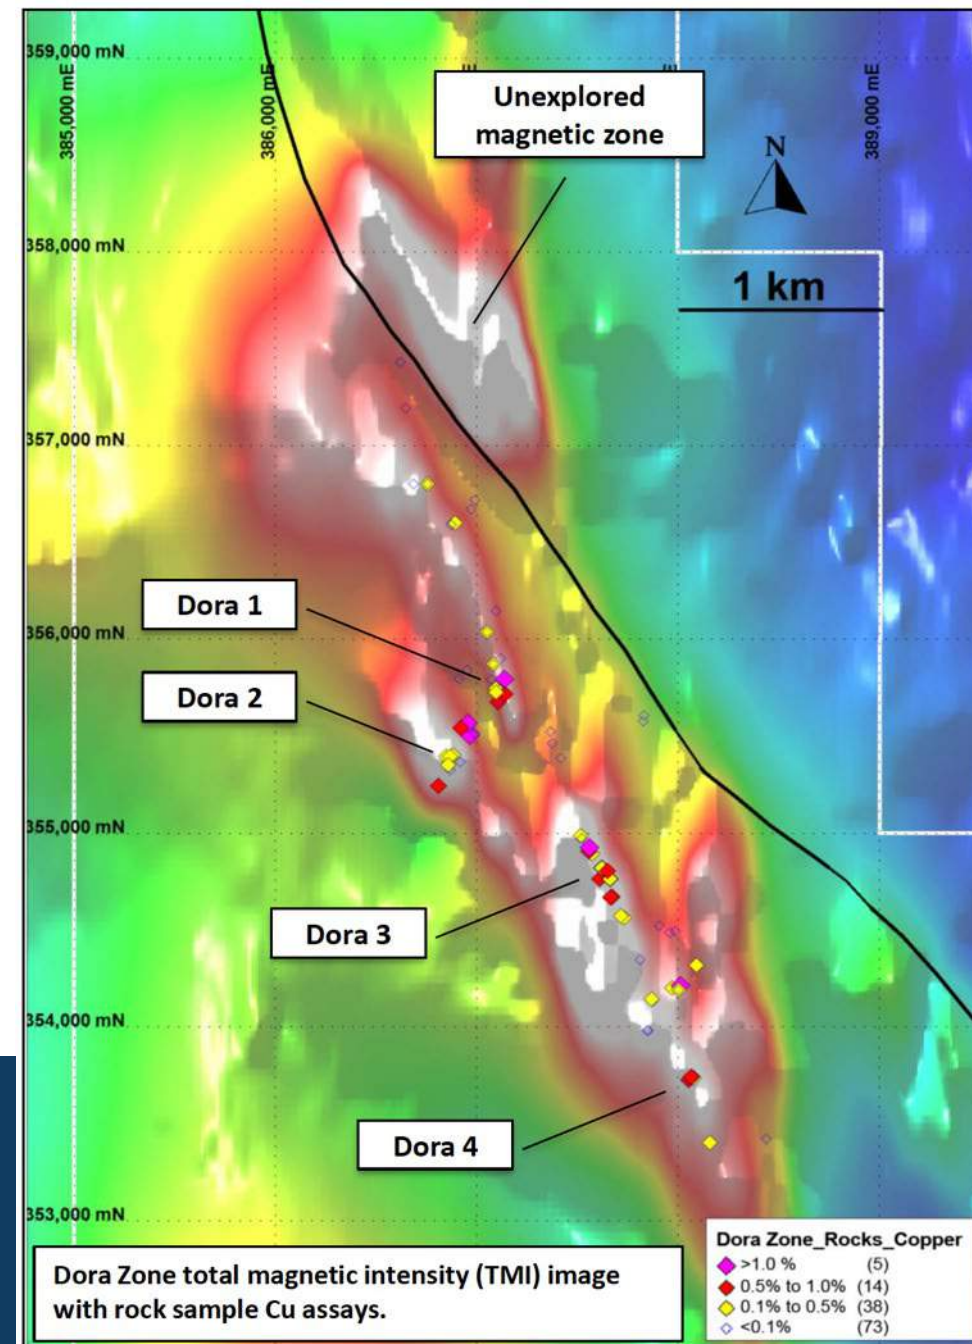 359,000 mN
385,000 mE
386,000 mE
E
E
389,000 mE
Unexplored
magnetic zone
N
358,000 mN
1 km
357,000 mN
Dora 1
356,000 mN
Dora 2
355,000 mN
Dora 3
354,000 mN
Dora 4
353,000 mN
Dora Zone total magnetic intensity (TMI) image
with rock sample Cu assays.
Dora Zone_Rocks_Copper
>1.0 % (5)
0.5% to 1.0% (14)
0.1% to 0.5% (38)
<0.1% (73)